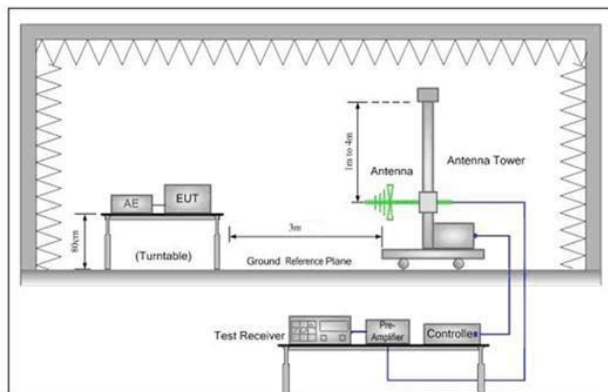 1m to 4m
Antenna
Antenna Tower
AE
EUT
80cm
(Turntable)
3m
Ground Reference Plane
Test Receiver
Pre-
Amplifier
Controller